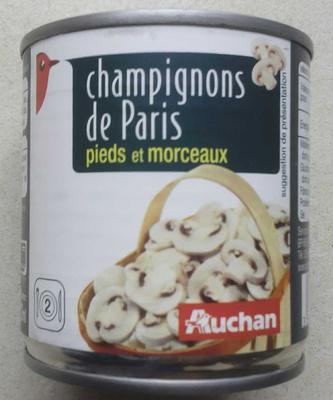 champignons
de Paris
pieds et morceaux
suggestion de présentation
2
Auchan